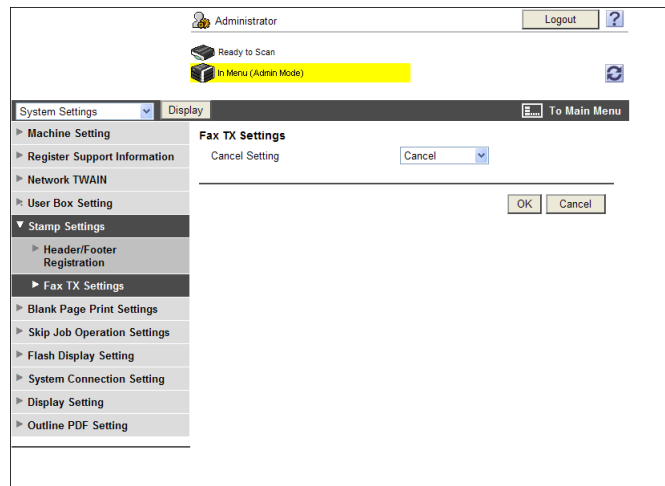 Administrator
Logout
?
Ready to Scan
In Menu (Admin Mode)
System Settings
Display
To Main Menu
Machine Setting
Register Support Information
Network TWAIN
User Box Setting
Stamp Settings
Header/Footer
Registration
Fax TX Settings
Blank Page Print Settings
Skip Job Operation Settings
Flash Display Setting
System Connection Setting
Display Setting
Outline PDF Setting
Fax TX Settings
Cancel Setting
Cancel
OK
Cancel